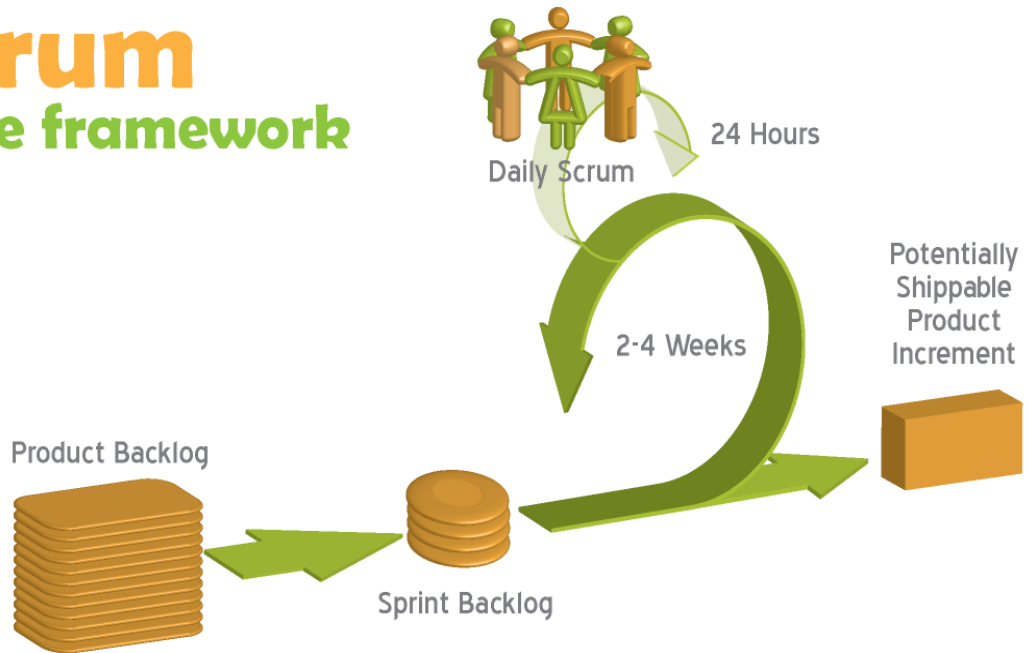 rum
e framework
24 Hours
Daily Scrum
Potentially
Shippable
Product
Increment
2-4 Weeks
Product Backlog
Sprint Backlog